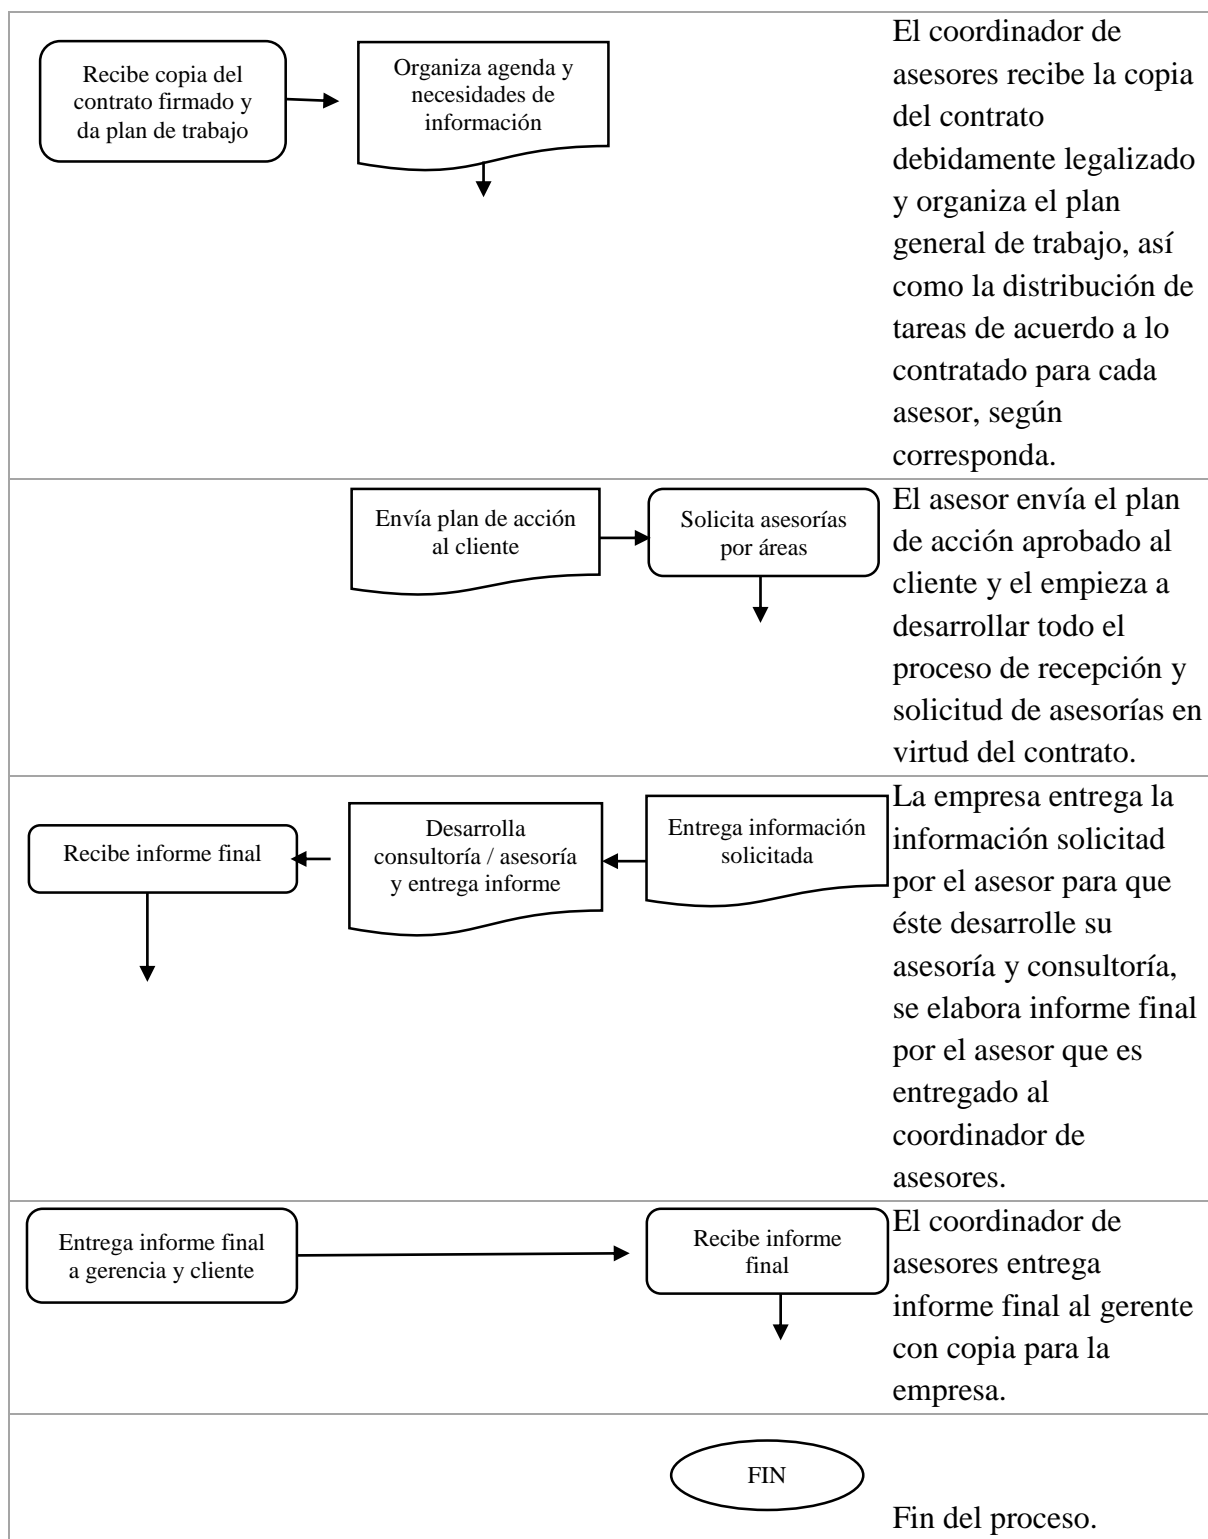 Recibe copia del
contrato firmado y
da plan de trabajo
Organiza agenda y
necesidades de
información
El coordinador de
asesores recibe la copia
del contrato
debidamente legalizado
y organiza el plan
general de trabajo, así
como la distribución de
tareas de acuerdo a lo
contratado para cada
asesor, según
corresponda.
Envía plan de acción
al cliente
Solicita asesorías
por áreas
El asesor envía el plan
de acción aprobado al
cliente y el empieza a
desarrollar todo el
proceso de recepción y
solicitud de asesorías en
virtud del contrato.
Recibe informe final
Desarrolla
consultoría / asesoría
y entrega informe
Entrega información
solicitada
La empresa entrega la
información solicitad
por el asesor para que
éste desarrolle su
asesoría y consultoría,
se elabora informe final
por el asesor que es
entregado al
coordinador de
asesores.
Entrega informe final
a gerencia y cliente
Recibe informe
final
El coordinador de
asesores entrega
informe final al gerente
con copia para la
empresa.
FIN
Fin del proceso.